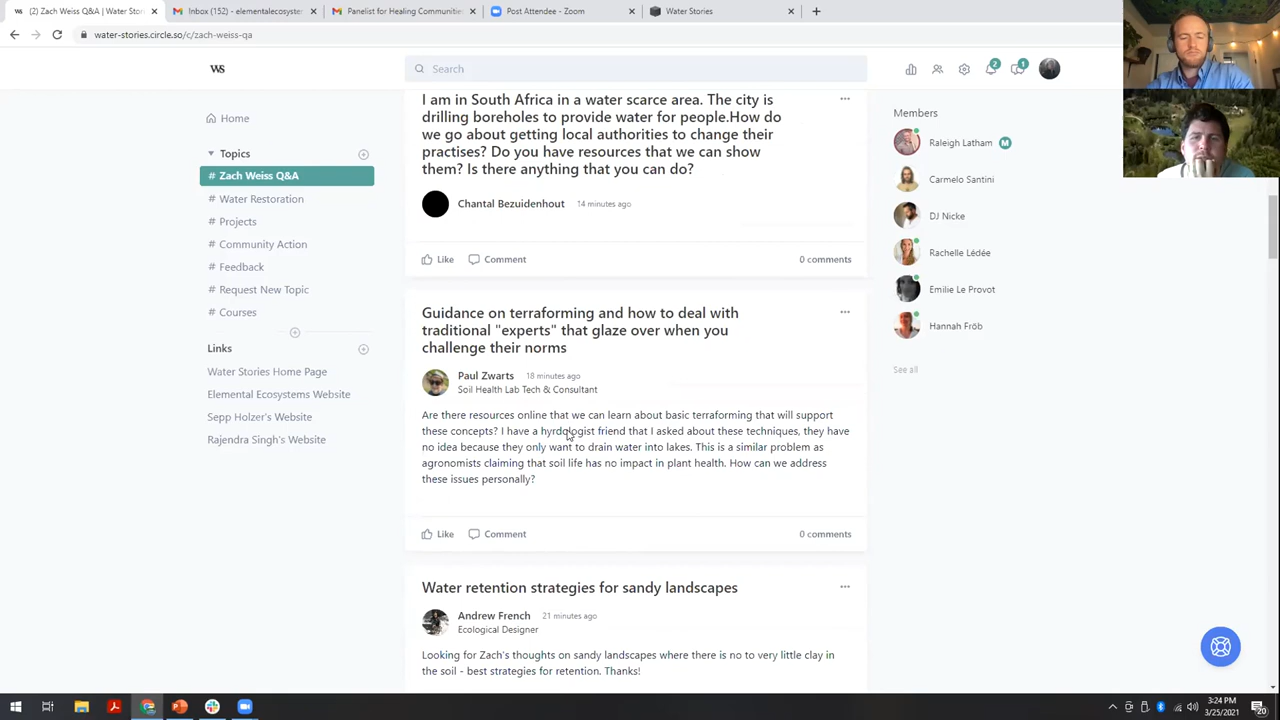 (2) Zach Weiss Q&A | Water Stor
Inbox (152) - elementalecosystem
Panelist for Healing Communities
Post Attendee - Zoom
Water Stories
water-stories.circle.so/c/zach-weiss-qa
WS
Search
2
1
Home
Topics
# Zach Weiss Q&A
# Water Restoration
# Projects
# Community Action
# Feedback
# Request New Topic
# Courses
Links
Water Stories Home Page
Elemental Ecosystems Website
Sepp Holzer's Website
Rajendra Singh's Website
I am in South Africa in a water scarce area. The city is
drilling boreholes to provide water for people.How do
we go about getting local authorities to change their
practises? Do you have resources that we can show
them? Is there anything that you can do?
Chantal Bezuidenhout 14 minutes ago
Like Comment 0 comments
Guidance on terraforming and how to deal with
traditional "experts" that glaze over when you
challenge their norms
Paul Zwarts 18 minutes ago
Soil Health Lab Tech & Consultant
Are there resources online that we can learn about basic terraforming that will support
these concepts? I have a hyrdologist friend that I asked about these techniques, they have
no idea because they only want to drain water into lakes. This is a similar problem as
agronomists claiming that soil life has no impact in plant health. How can we address
these issues personally?
Like Comment 0 comments
Water retention strategies for sandy landscapes
Andrew French 21 minutes ago
Ecological Designer
Looking for Zach's thoughts on sandy landscapes where there is no to very little clay in
the soil - best strategies for retention. Thanks!
Members
Raleigh Latham M
Carmelo Santini
DJ Nicke
Rachelle Lédée
Emilie Le Provot
Hannah Fröb
See all
3:24 PM
3/25/2021
20